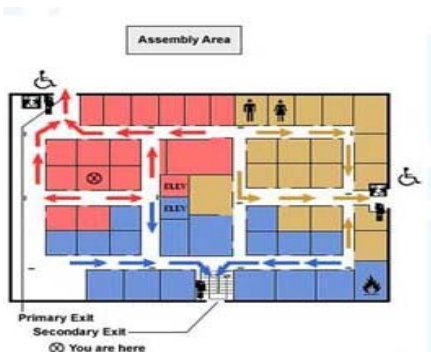 Assembly Area
ELEV
ELEV
Primary Exit
Secondary Exit
You are here